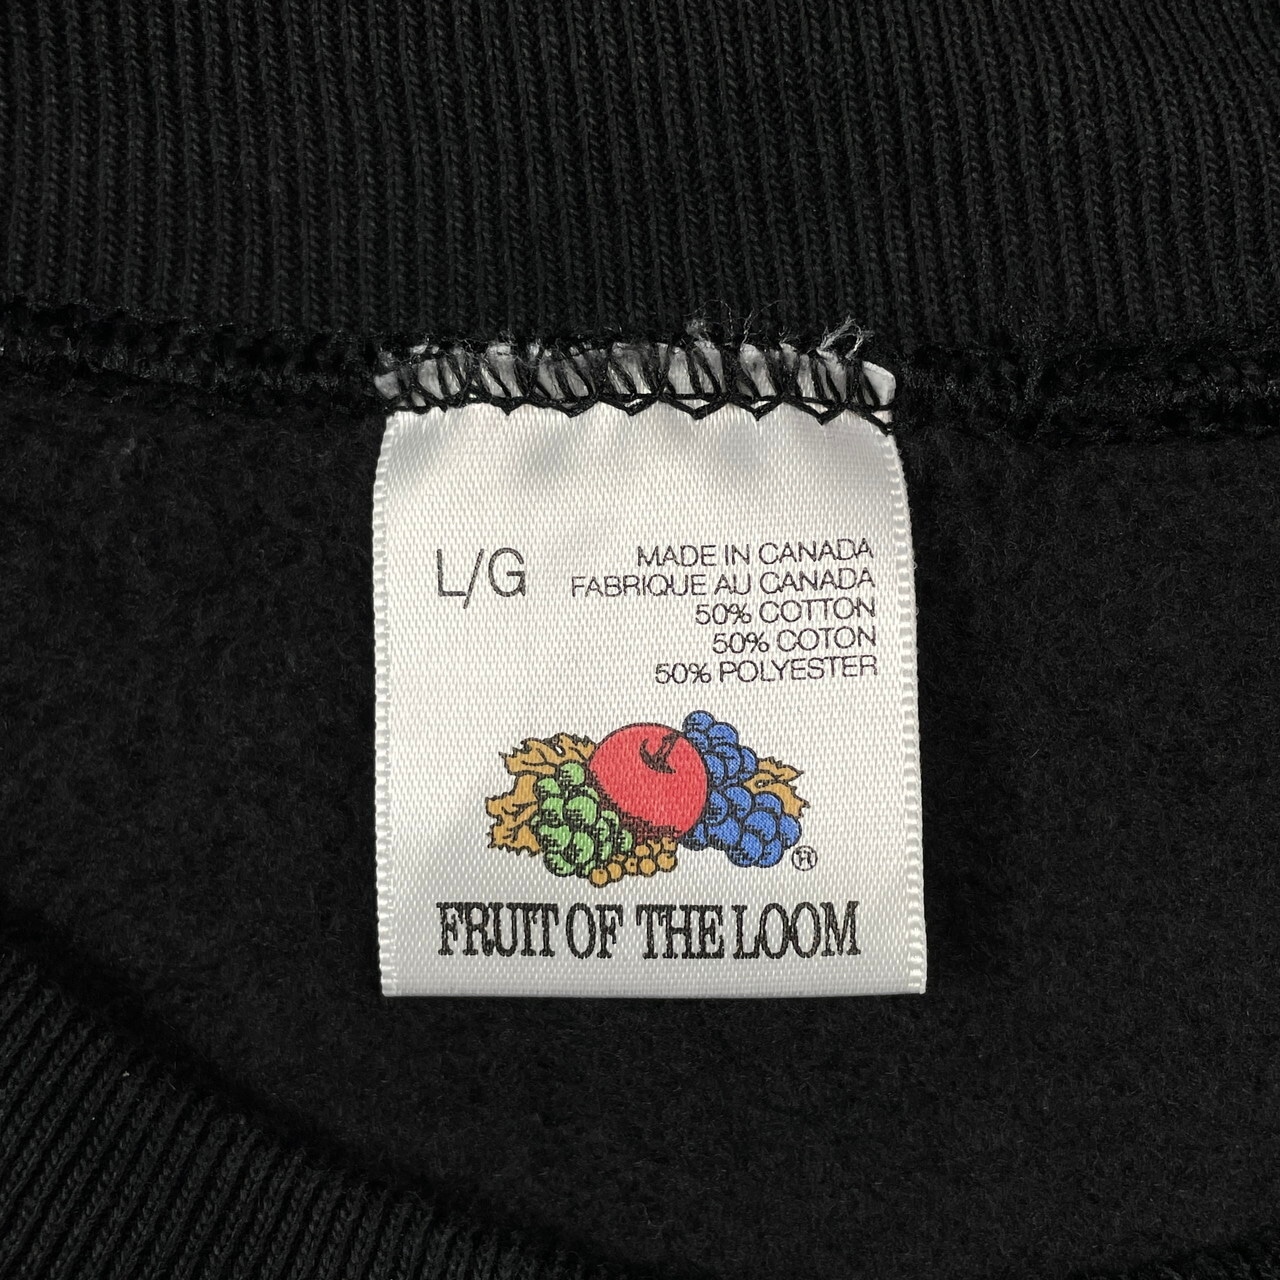 L/G
MADE IN CANADA
FABRIQUE AU CANADA
50% COTTON
50% COTON
50% POLYESTER
®
FRUIT OF THE LOOM